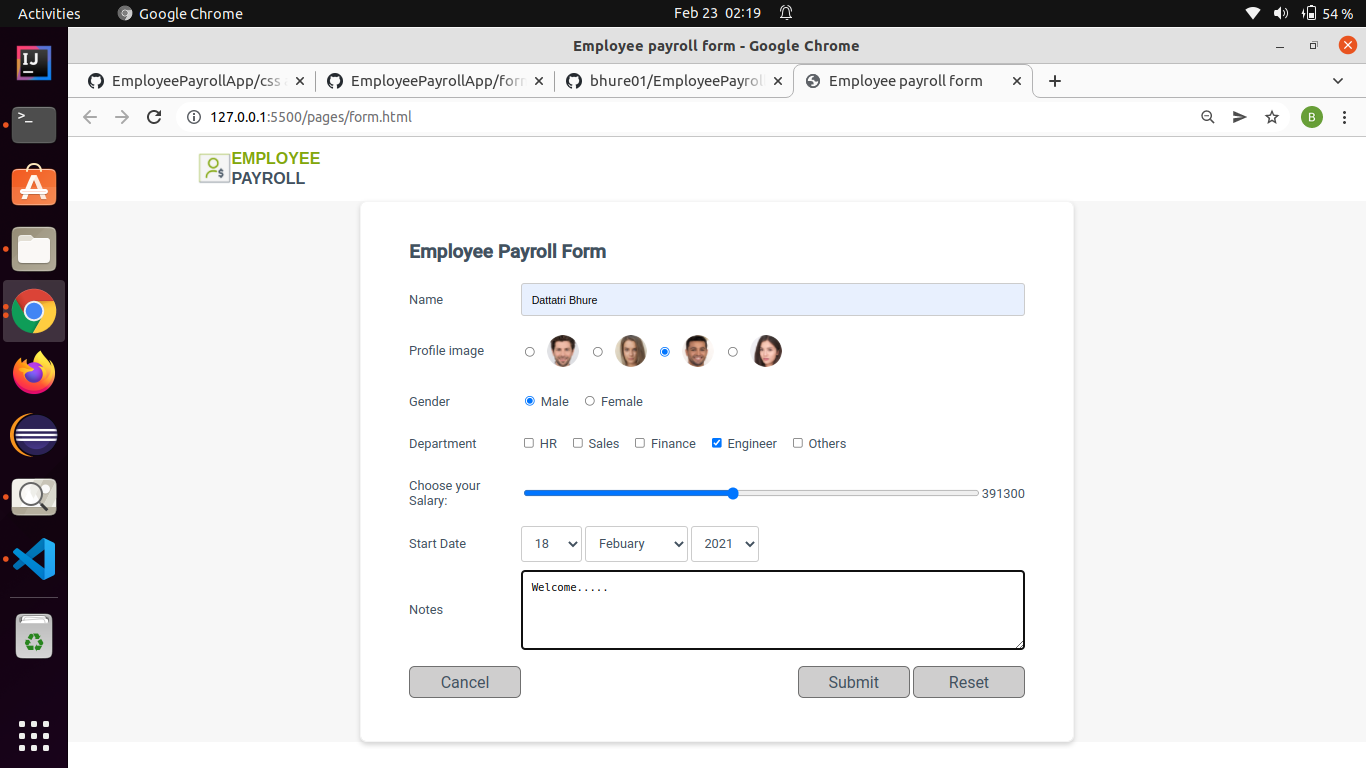 Activities Google Chrome Feb 23 02:19 54 %
Employee payroll form - Google Chrome
EmployeePayrollApp/css EmployeePayrollApp/for bhure01/EmployeePayroll Employee payroll form
127.0.0.1:5500/pages/form.html B
EMPLOYEE
PAYROLL
Employee Payroll Form
Name Dattatri Bhure
Profile image
Gender Male Female
Department HR Sales Finance Engineer Others
Choose your
Salary: 391300
Start Date 18 Febuary 2021
Welcome.....
Notes
Cancel Submit Reset